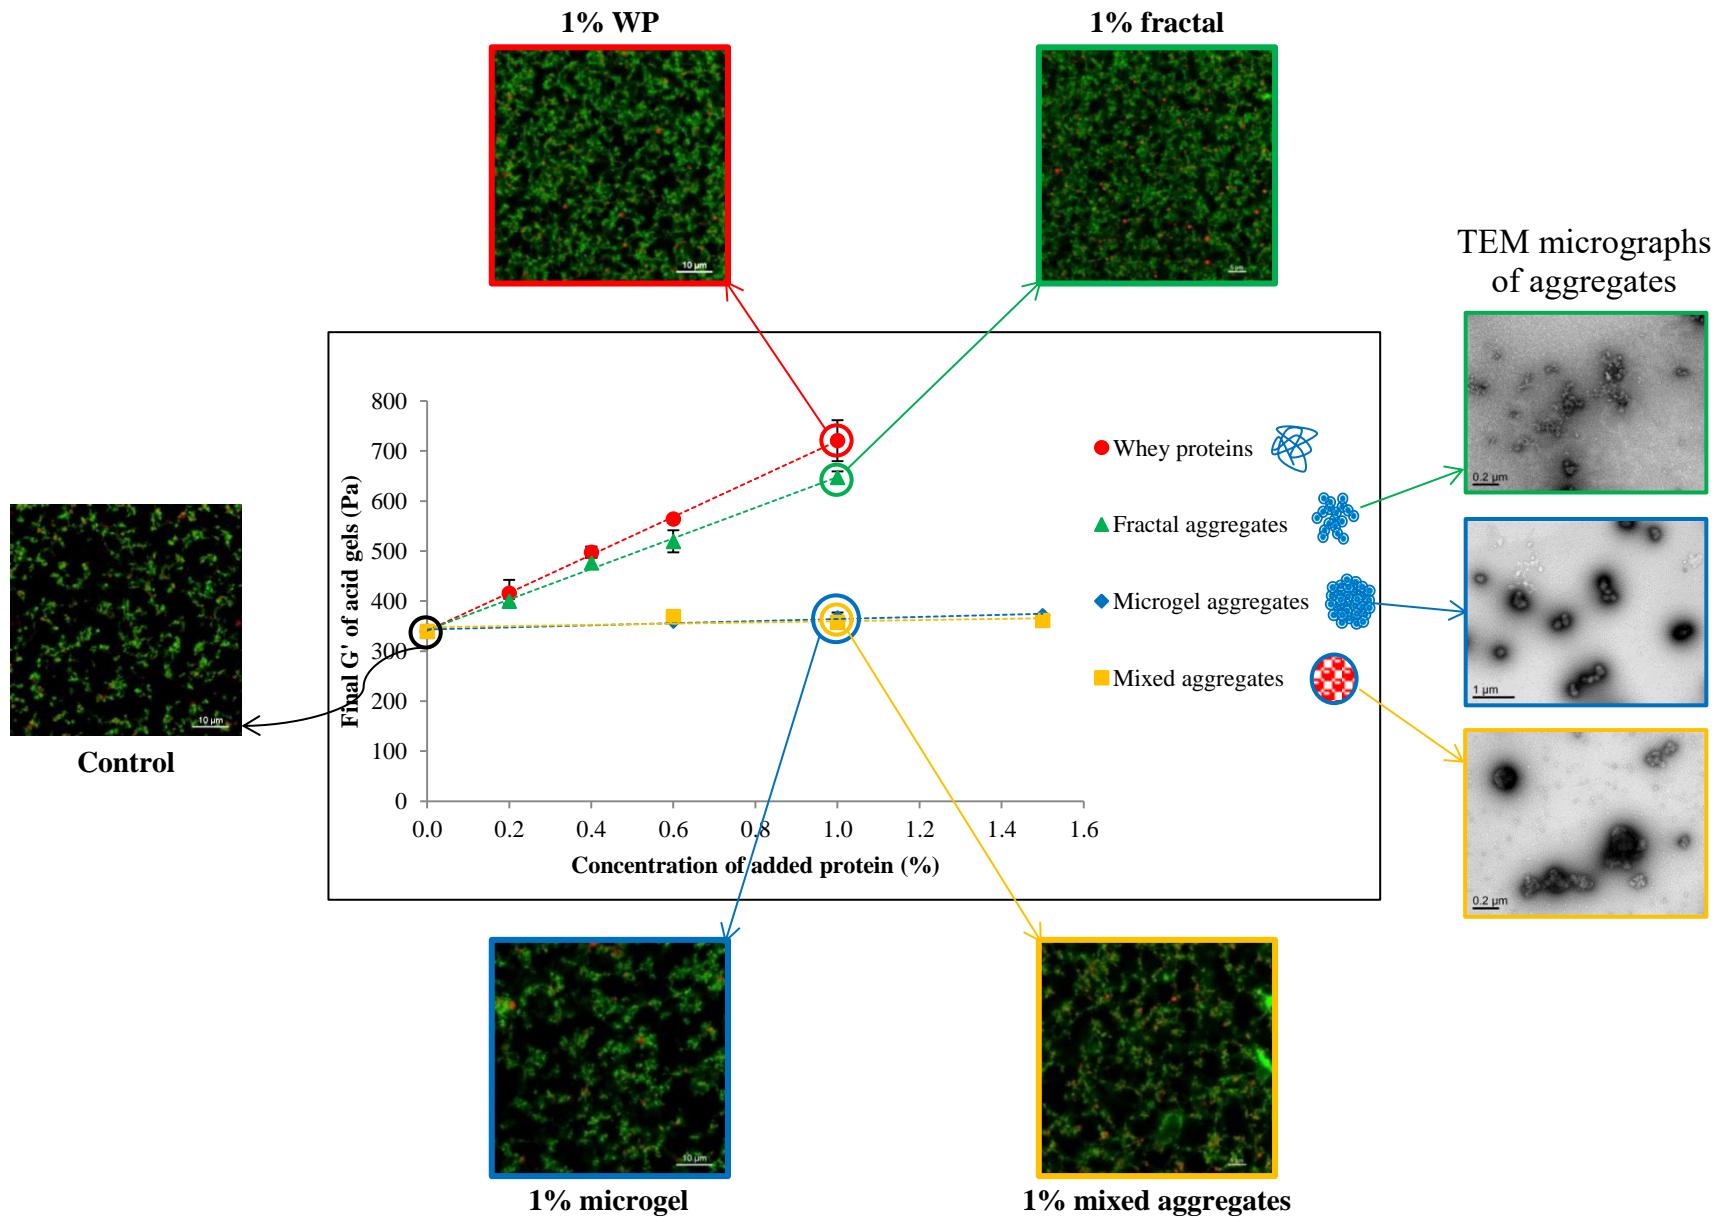 1% WP
1% fractal
10 µm
5 µm
TEM micrographs
of aggregates
0.2 µm
1 µm
0.2 µm
Final G' of acid gels (Pa)
800
700
600
500
400
300
200
100
0
0.0 0.2 0.4 0.6 0.8 1.0 1.2 1.4 1.6
Concentration of added protein (%)
Whey proteins
Fractal aggregates
Microgel aggregates
Mixed aggregates
10 µm
Control
10 µm
1% microgel
1% mixed aggregates